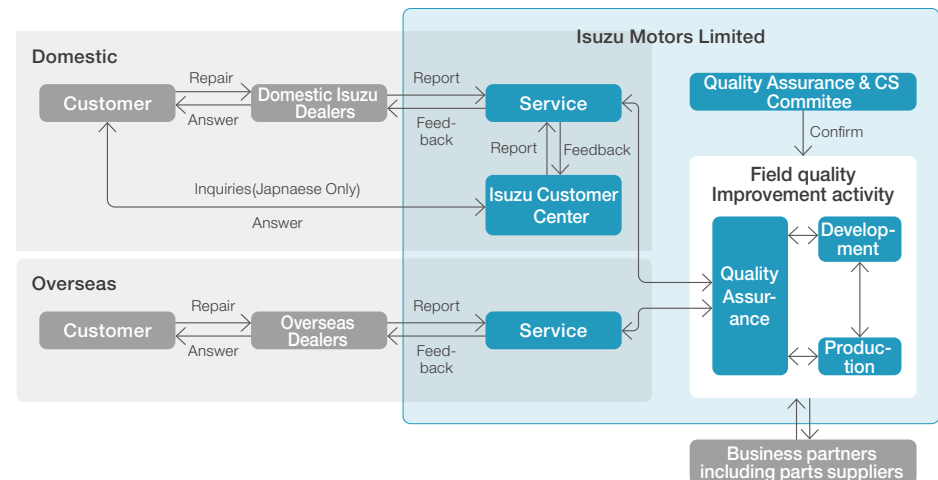 Isuzu Motors Limited
Domestic
Customer
Repair
Answer
Domestic Isuzu
Dealers
Report
Feed-
back
Service
Report
Feedback
Inquiries(Japnaese Only)
Answer
Isuzu Customer
Center
Quality Assurance & CS
Commitee
Confirm
Field quality
Improvement activity
Quality
Assur-
ance
Develop-
ment
Produc-
tion
Overseas
Customer
Repair
Answer
Overseas
Dealers
Report
Feed-
back
Service
Business partners
including parts suppliers